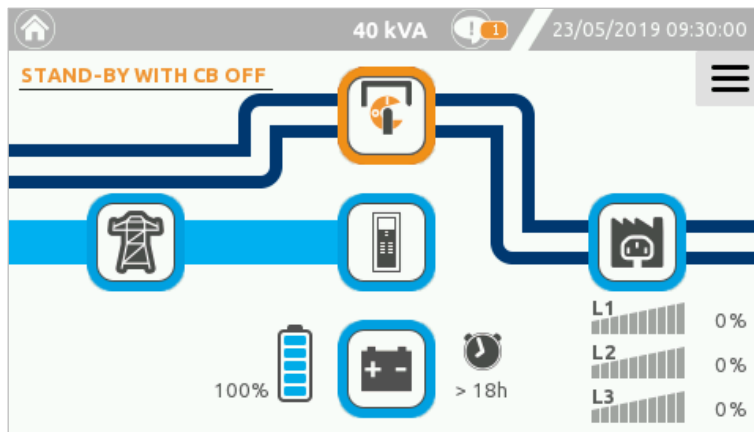 40 kVA
1
23/05/2019 09:30:00
STAND-BY WITH CB OFF
L1
0%
L2
0%
100%
> 18h
L3
0%